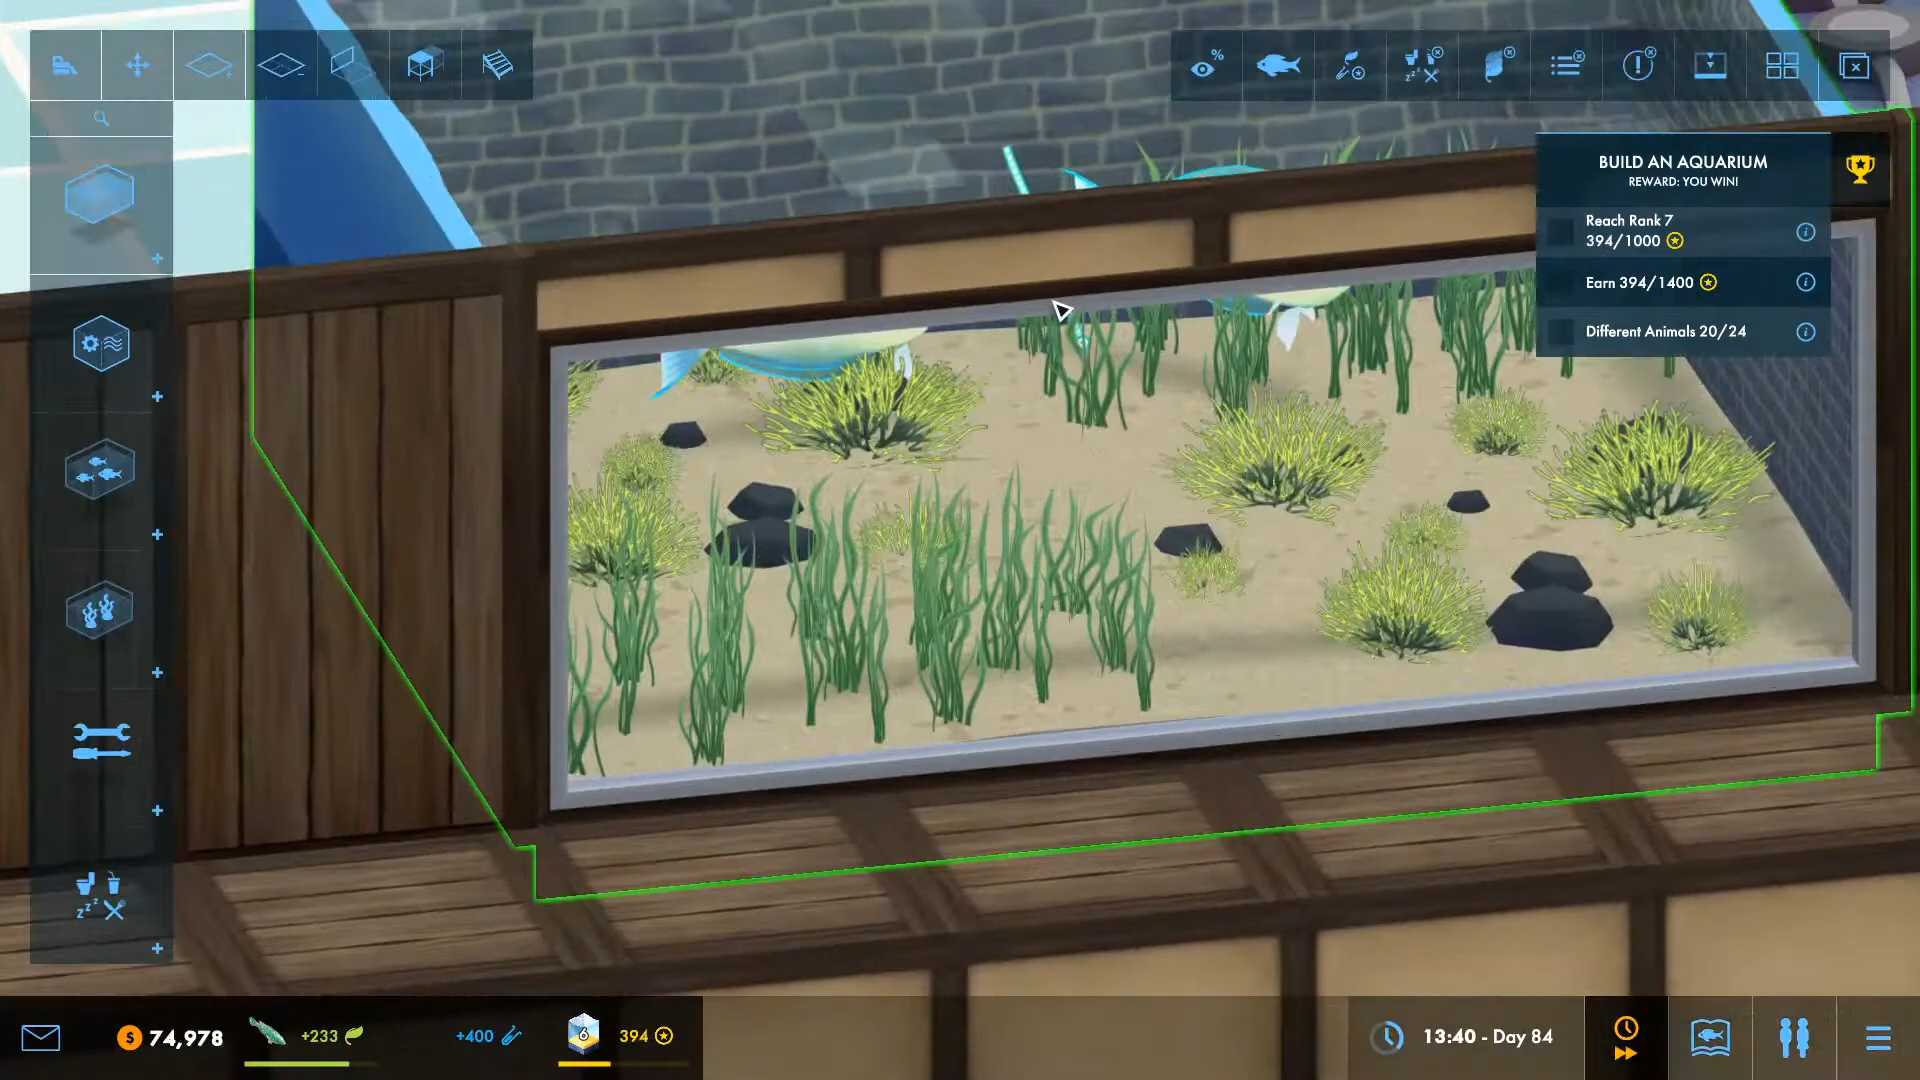 BUILD AN AQUARIUM
REWARD: YOU WIN!
Reach Rank 7
394/1000
Earn 394/1400
Different Animals 20/24
$ 74,978
+233
+400
6
394
13:40 - Day 84